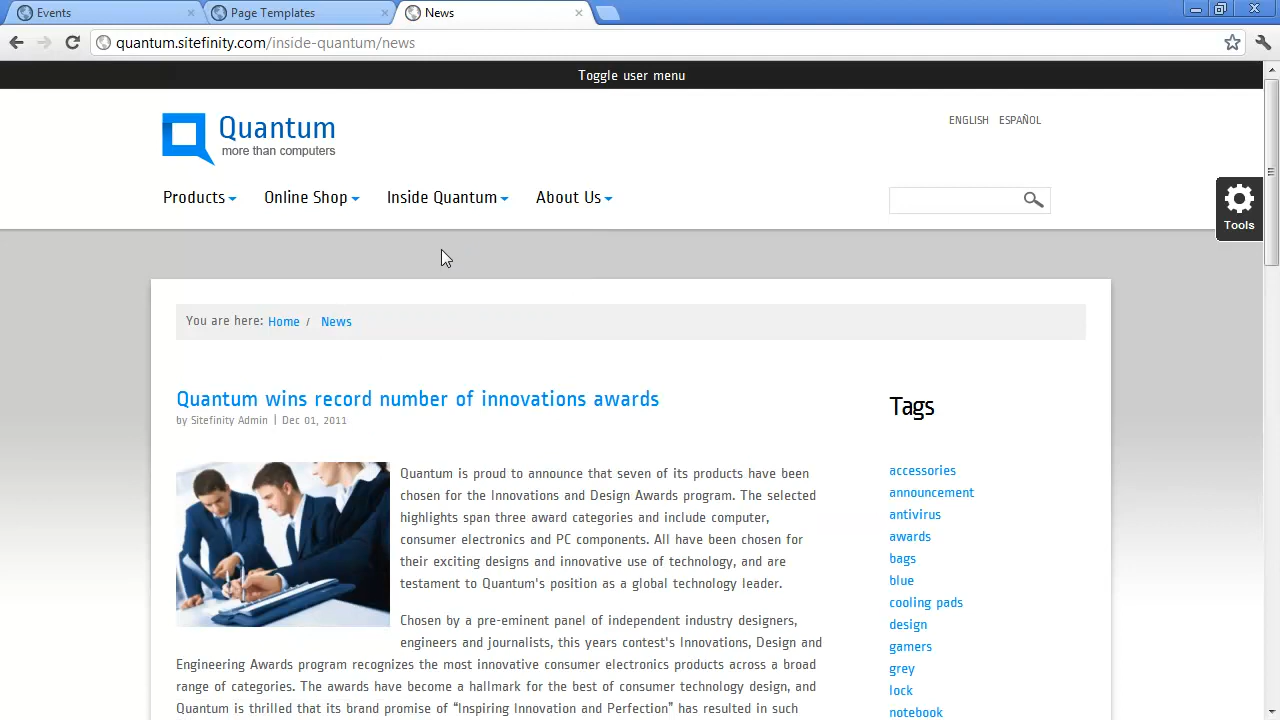 Events
Page Templates
News
quantum.sitefinity.com/inside-quantum/news
Toggle user menu
Quantum
more than computers
ENGLISH ESPAÑOL
Products Online Shop Inside Quantum About Us
Tools
You are here: Home / News
Quantum wins record number of innovations awards
by Sitefinity Admin | Dec 01, 2011
Quantum is proud to announce that seven of its products have been
chosen for the Innovations and Design Awards program. The selected
highlights span three award categories and include computer,
consumer electronics and PC components. All have been chosen for
their exciting designs and innovative use of technology, and are
testament to Quantum's position as a global technology leader.
Chosen by a pre-eminent panel of independent industry designers,
engineers and journalists, this years contest's Innovations, Design and
Engineering Awards program recognizes the most innovative consumer electronics products across a broad
range of categories. The awards have become a hallmark for the best of consumer technology design, and
Quantum is thrilled that its brand promise of “Inspiring Innovation and Perfection” has resulted in such
Tags
accessories
announcement
antivirus
awards
bags
blue
cooling pads
design
gamers
grey
lock
notebook